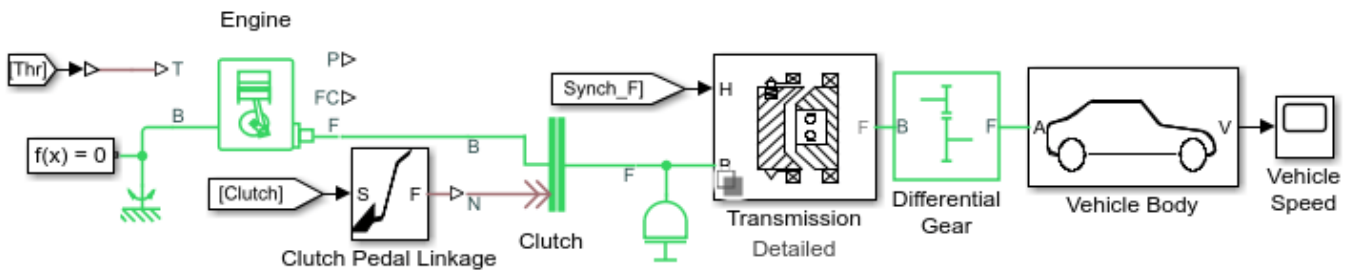 Engine
[Thr]
T
P
FC
B
F
f(x) = 0
B
[Clutch]
S
F
N
Clutch Pedal Linkage
Clutch
F
Synch_F]
H
F
Transmission
Detailed
B
F
Differential
Gear
A
V
Vehicle Body
Vehicle
Speed